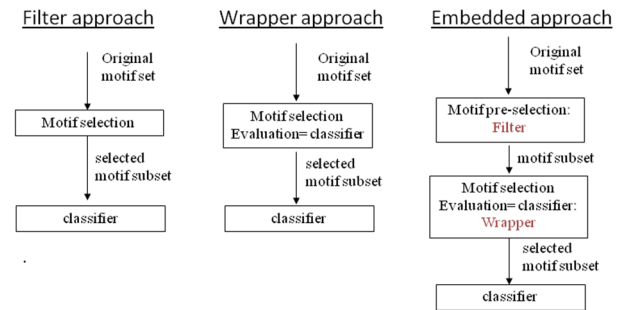 Filter approach
Original
motif set
Motif selection
selected
motif subset
classifier
.
Wrapper approach
Original
motif set
Motif selection
Evaluation= classifier
selected
motif subset
classifier
Embedded approach
Original
motif set
Motif pre-selection:
Filter
motif subset
Motif selection
Evaluation= classifier:
Wrapper
selected
motif subset
classifier